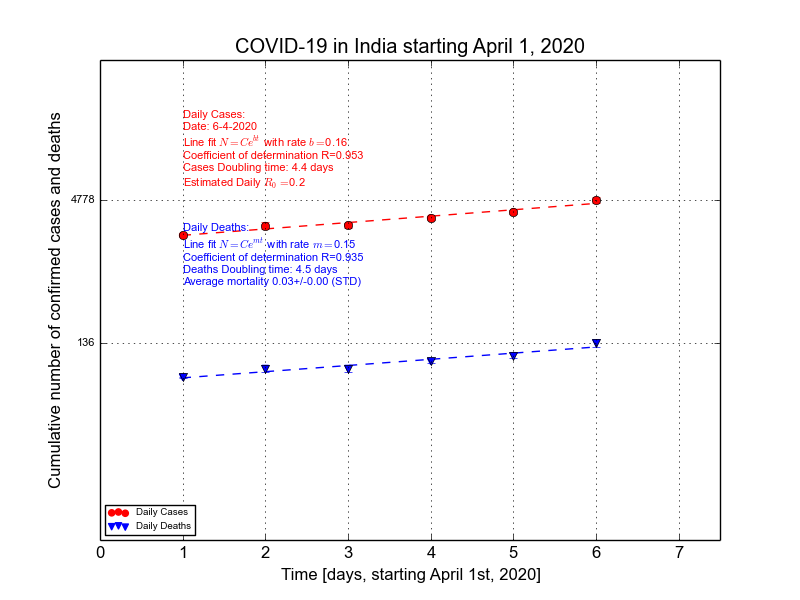 COVID-19 in India starting April 1, 2020
Cumulative number of confirmed cases and deaths
Daily Cases:
Date: 6-4-2020
Line fit N = Ce^{bt} with rate b =0.16
Coefficient of determination R=0.953
Cases Doubling time: 4.4 days
Estimated Daily R_0 =0.2
4778
Daily Deaths:
Line fit N = Ce^{mt} with rate m =0.15
Coefficient of determination R=0.935
Deaths Doubling time: 4.5 days
Average mortality 0.03+/-0.00 (STD)
136
Daily Cases
Daily Deaths
0 1 2 3 4 5 6 7
Time [days, starting April 1st, 2020]